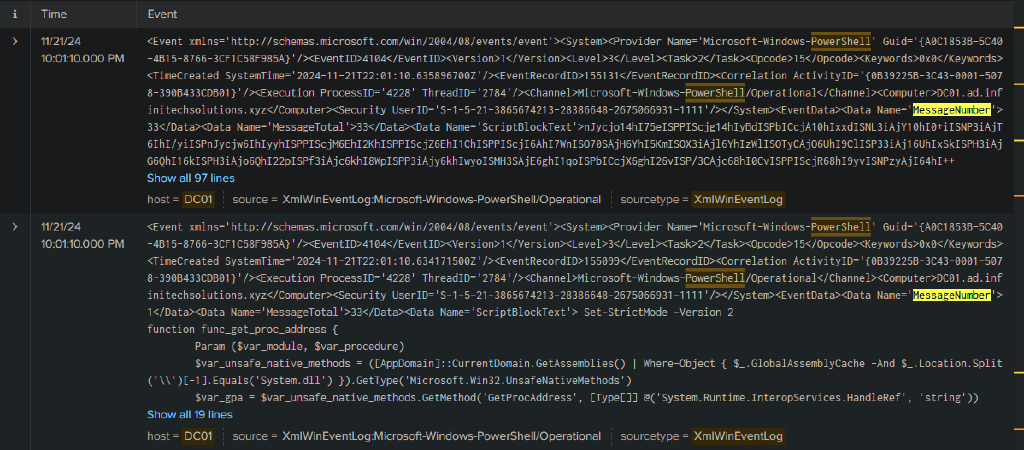 i Time Event
11/21/24
10:01:10.000 PM
<Event xmlns='http://schemas.microsoft.com/win/2004/08/events/event'><System><Provider Name='Microsoft-Windows-PowerShell' Guid='{A0C1853B-5C40
-4B15-8766-3CF1C58F985A}'/><EventID>4104</EventID><Version>1</Version><Level>3</Level><Task>2</Task><Opcode>15</Opcode><Keywords>0x0</Keywords>
<TimeCreated SystemTime='2024-11-21T22:01:10.635896700Z'/><EventRecordID>155131</EventRecordID><Correlation ActivityID='{0B39225B-3C43-0001-507
8-390B433CDB01}'/><Execution ProcessID='4228' ThreadID='2784'/><Channel>Microsoft-Windows-PowerShell/Operational</Channel><Computer>DC01.ad.inf
initechsolutions.xyz</Computer><Security UserID='S-1-5-21-3865674213-28386648-2675066931-1111'/></System><EventData><Data Name='MessageNumber'>
33</Data><Data Name='MessageTotal'>33</Data><Data Name='ScriptBlockText'>
Show all 97 lines
host = DC01 source = XmlWinEventLog:Microsoft-Windows-PowerShell/Operational sourcetype = XmlWinEventLog
11/21/24
10:01:10.000 PM
<Event xmlns='http://schemas.microsoft.com/win/2004/08/events/event'><System><Provider Name='Microsoft-Windows-PowerShell' Guid='{A0C1853B-5C40
-4B15-8766-3CF1C58F985A}'/><EventID>4104</EventID><Version>1</Version><Level>3</Level><Task>2</Task><Opcode>15</Opcode><Keywords>0x0</Keywords>
<TimeCreated SystemTime='2024-11-21T22:01:10.634171500Z'/><EventRecordID>155099</EventRecordID><Correlation ActivityID='{0B39225B-3C43-0001-507
8-390B433CDB01}'/><Execution ProcessID='4228' ThreadID='2784'/><Channel>Microsoft-Windows-PowerShell/Operational</Channel><Computer>DC01.ad.inf
initechsolutions.xyz</Computer><Security UserID='S-1-5-21-3865674213-28386648-2675066931-1111'/></System><EventData><Data Name='MessageNumber'>
1</Data><Data Name='MessageTotal'>33</Data><Data Name='ScriptBlockText'> Set-StrictMode -Version 2
function func_get_proc_address {
Param ($var_module, $var_procedure)
$var_unsafe_native_methods = ([AppDomain]::CurrentDomain.GetAssemblies() | Where-Object { $_.GlobalAssemblyCache -And $_.Location.Split
('\\')[-1].Equals('System.dll') }).GetType('Microsoft.Win32.UnsafeNativeMethods')
$var_gpa = $var_unsafe_native_methods.GetMethod('GetProcAddress', [Type[]] @('System.Runtime.InteropServices.HandleRef', 'string'))
Show all 19 lines
host = DC01 source = XmlWinEventLog:Microsoft-Windows-PowerShell/Operational sourcetype = XmlWinEventLog